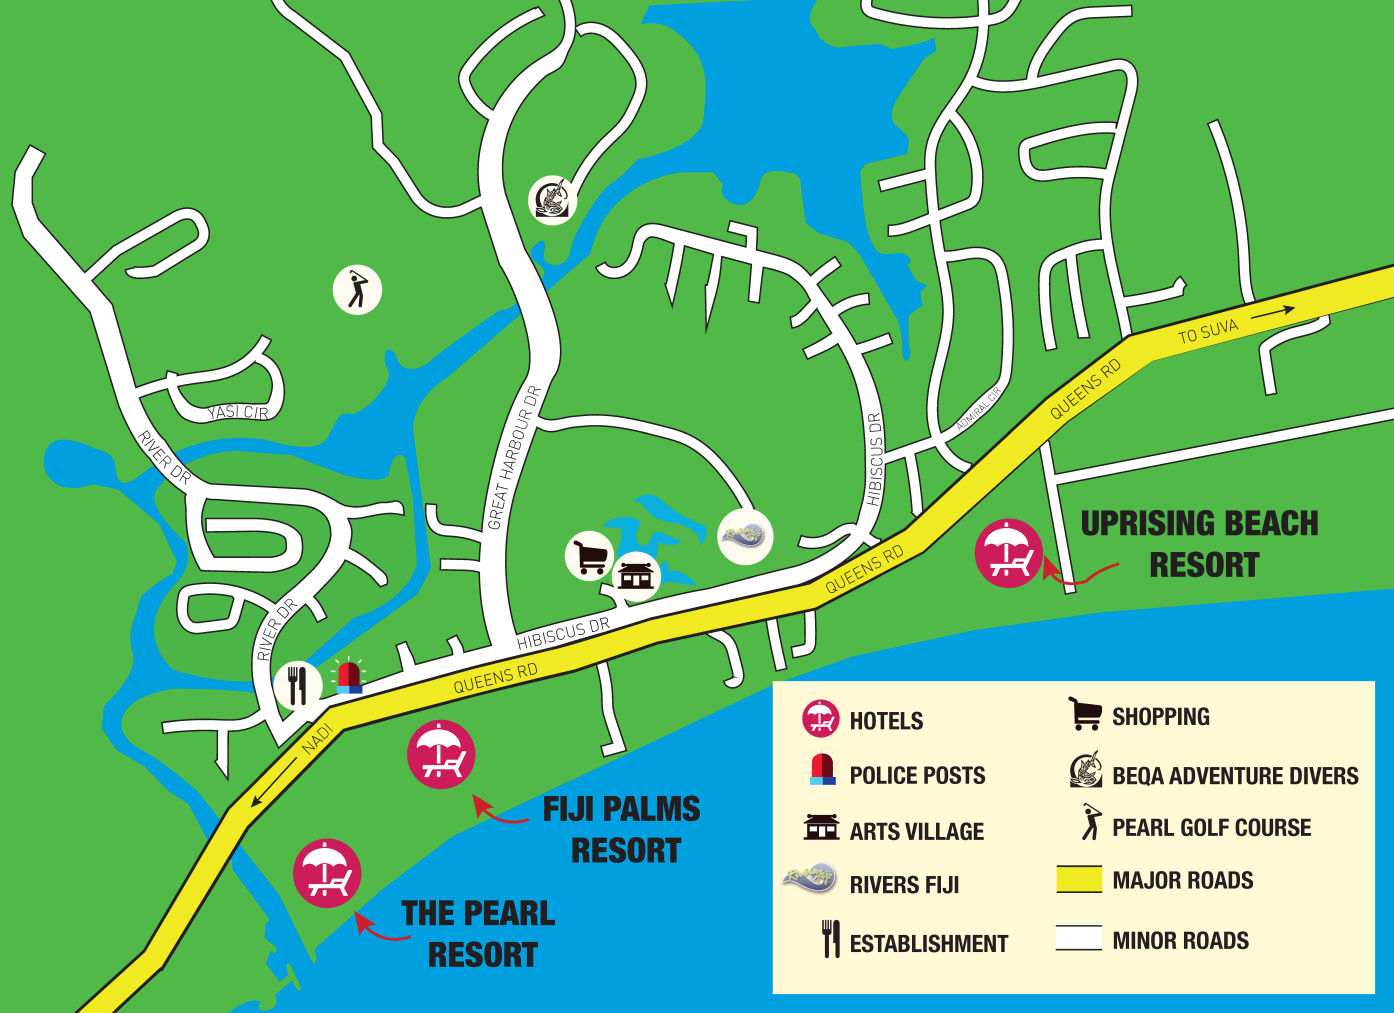 YASI CIR
RIVER DR
GREAT HARBOUR DR
HIBISCUS DR
ADMIRAL CIR
QUEENS RD
TO SUVA
UPRISING BEACH
RESORT
QUEENS RD
RIVER DR
HIBISCUS DR
QUEENS RD
NADI
FIJI PALMS
RESORT
THE PEARL
RESORT
HOTELS
POLICE POSTS
ARTS VILLAGE
RIVERS FIJI
ESTABLISHMENT
SHOPPING
BEQA ADVENTURE DIVERS
PEARL GOLF COURSE
MAJOR ROADS
MINOR ROADS